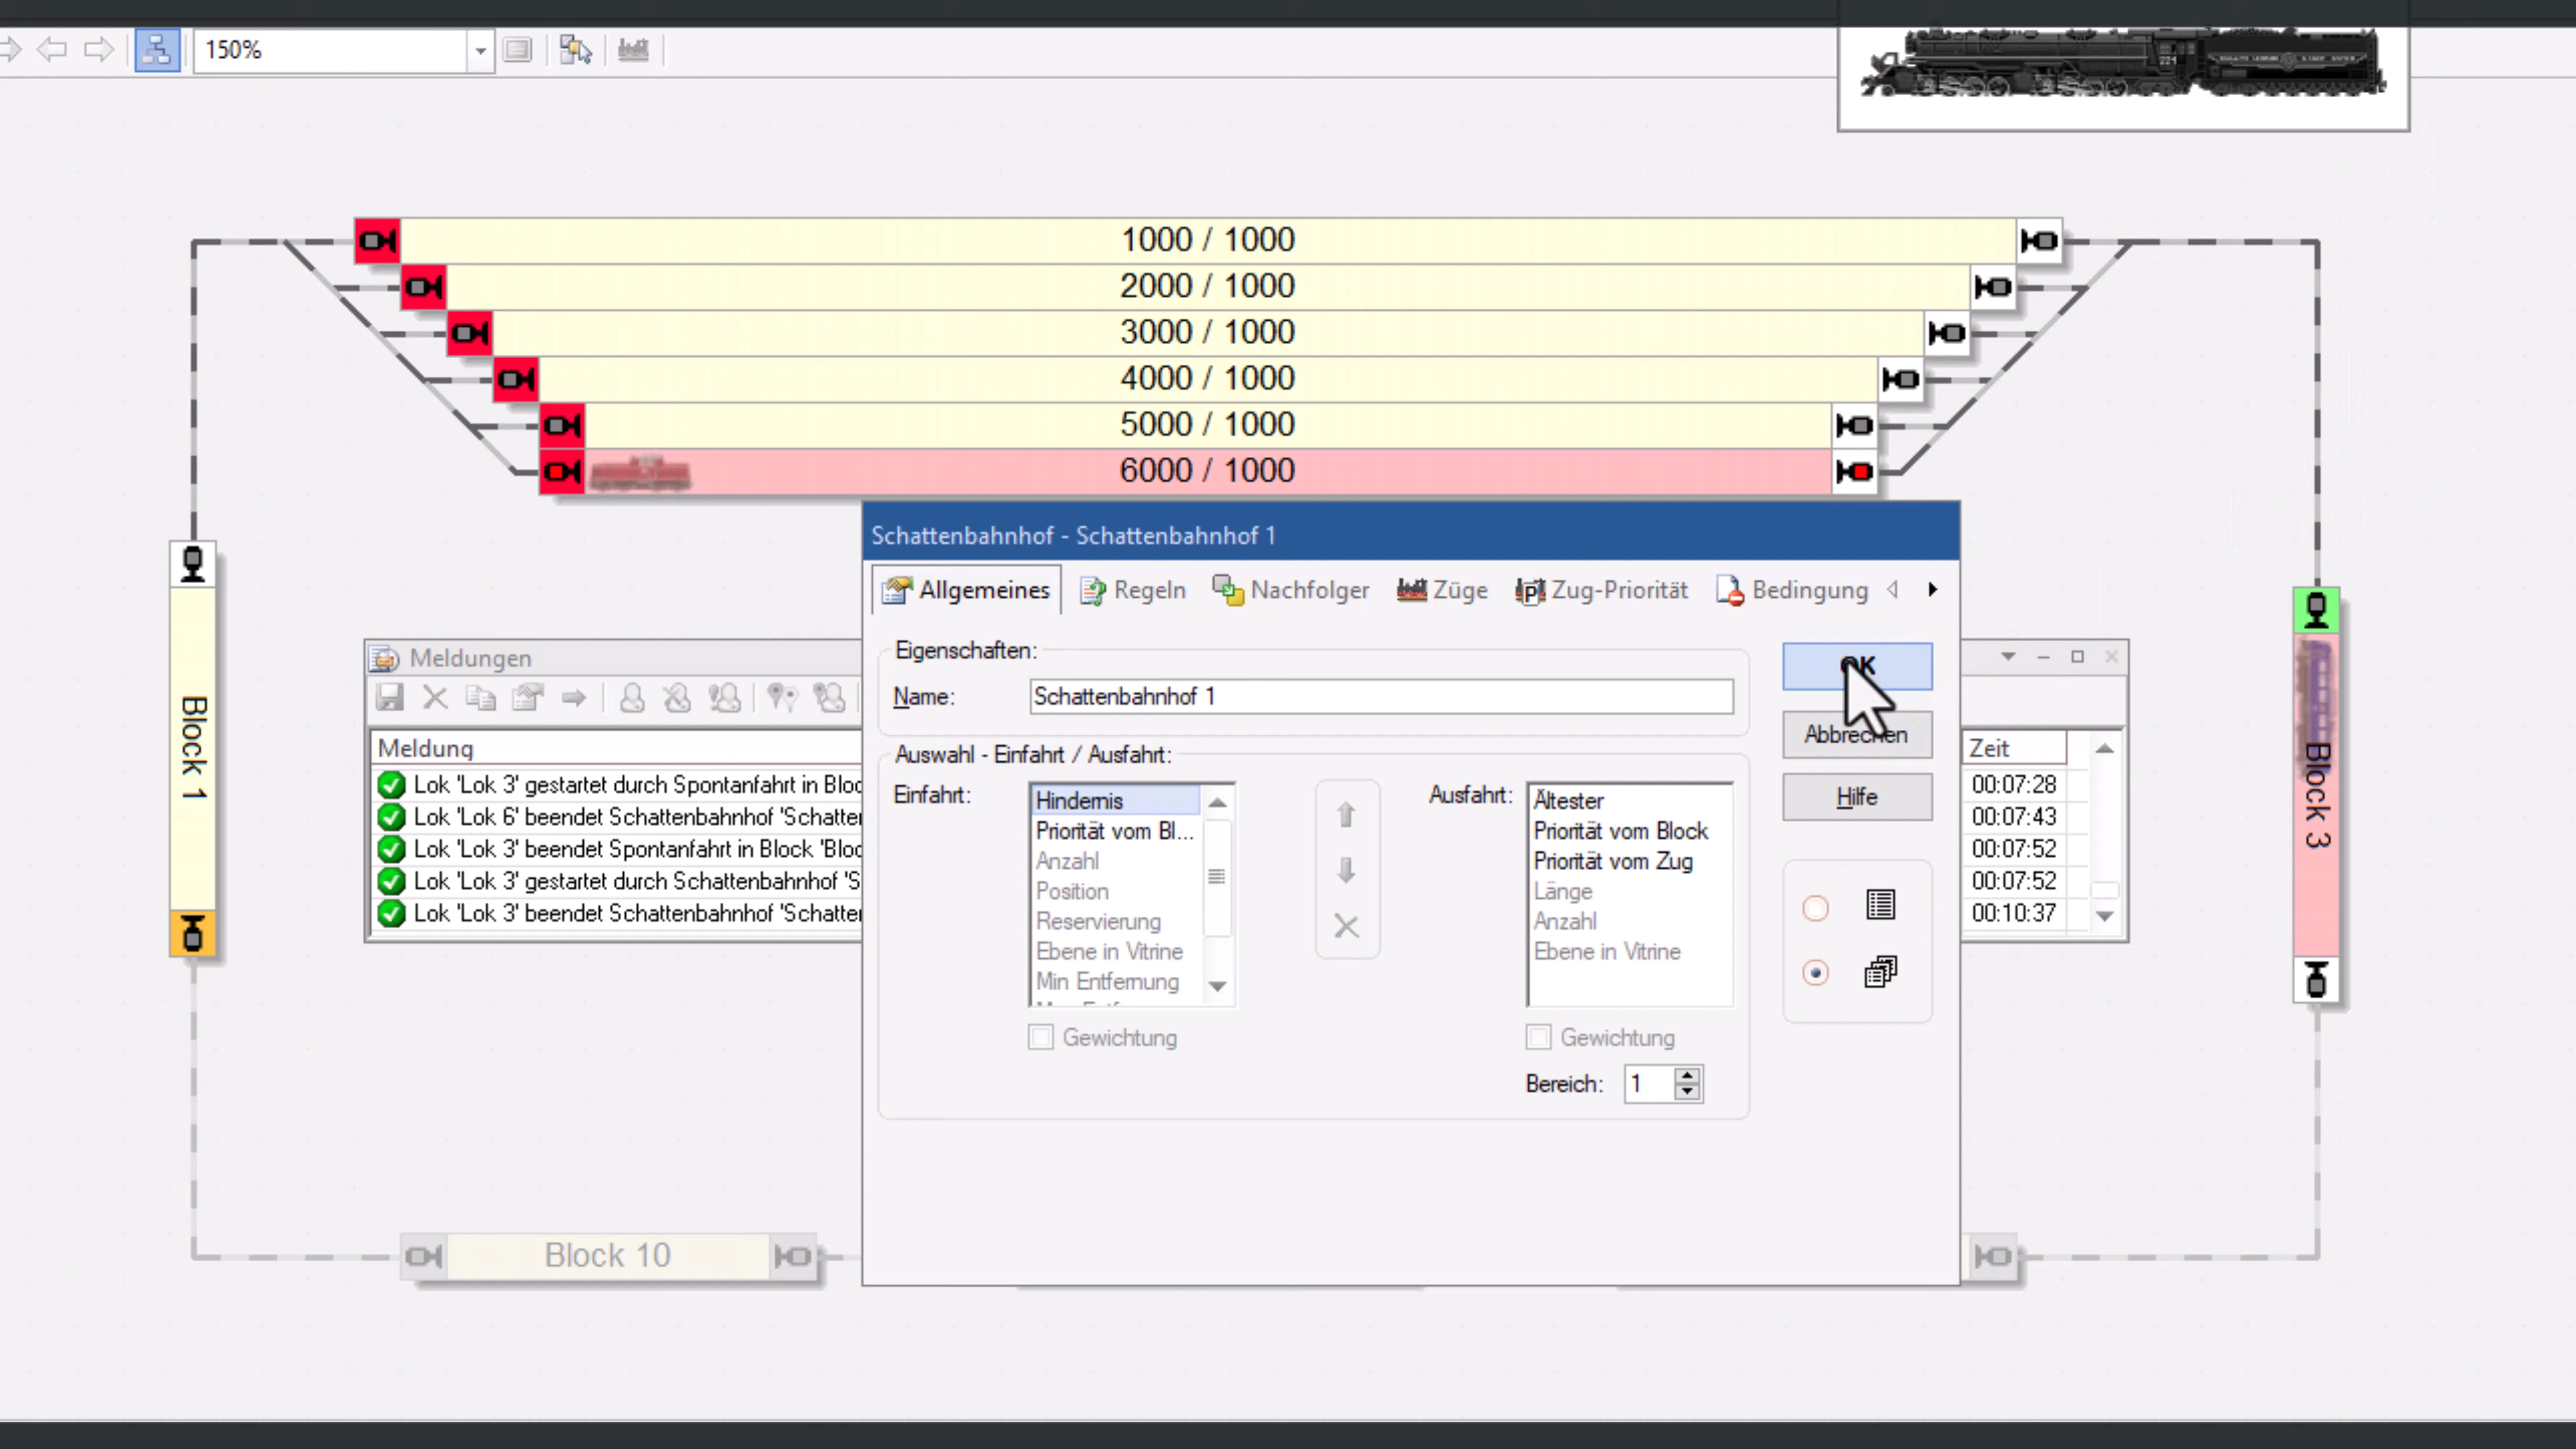 150%
1000 / 1000
2000 / 1000
3000 / 1000
4000 / 1000
5000 / 1000
6000 / 1000
Schattenbahnhof - Schattenbahnhof 1
Allgemeines Regeln Nachfolger Züge Zug-Priorität Bedingung
Eigenschaften:
Name: Schattenbahnhof 1
OK
Abbrechen
Hilfe
Auswahl - Einfahrt / Ausfahrt:
Einfahrt:
Hindernis
Priorität vom Bl...
Anzahl
Position
Reservierung
Ebene in Vitrine
Min Entfernung
Gewichtung
Ausfahrt:
Ältester
Priorität vom Block
Priorität vom Zug
Länge
Anzahl
Ebene in Vitrine
Gewichtung
Bereich: 1
Meldungen
Meldung
Lok 'Lok 3' gestartet durch Spontanfahrt in Bloc
Lok 'Lok 6' beendet Schattenbahnhof 'Schatter
Lok 'Lok 3' beendet Spontanfahrt in Block 'Bloc
Lok 'Lok 3' gestartet durch Schattenbahnhof 'S
Lok 'Lok 3' beendet Schattenbahnhof 'Schatter
Zeit
00:07:28
00:07:43
00:07:52
00:07:52
00:10:37
Block 1
Block 3
Block 10